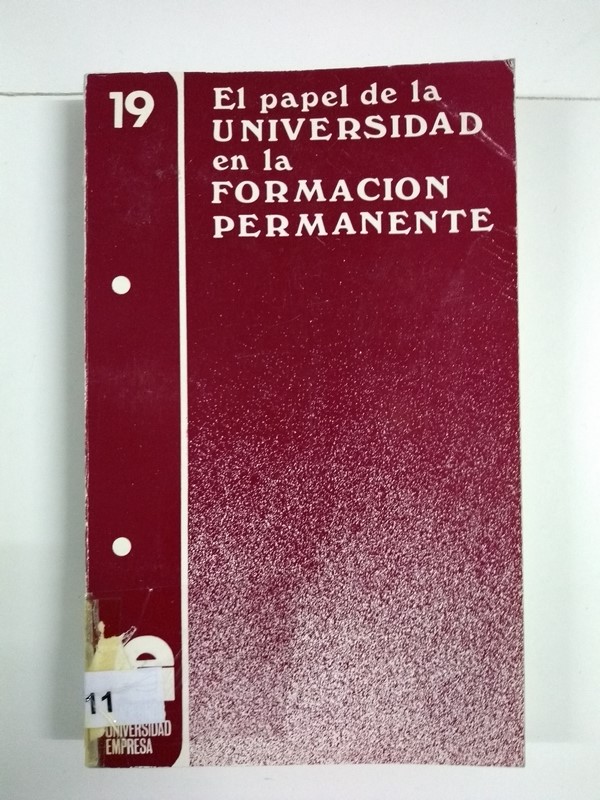 19
El papel de la
UNIVERSIDAD
en la
FORMACION
PERMANENTE
e
11
UNIVERSIDAD
EMPRESA